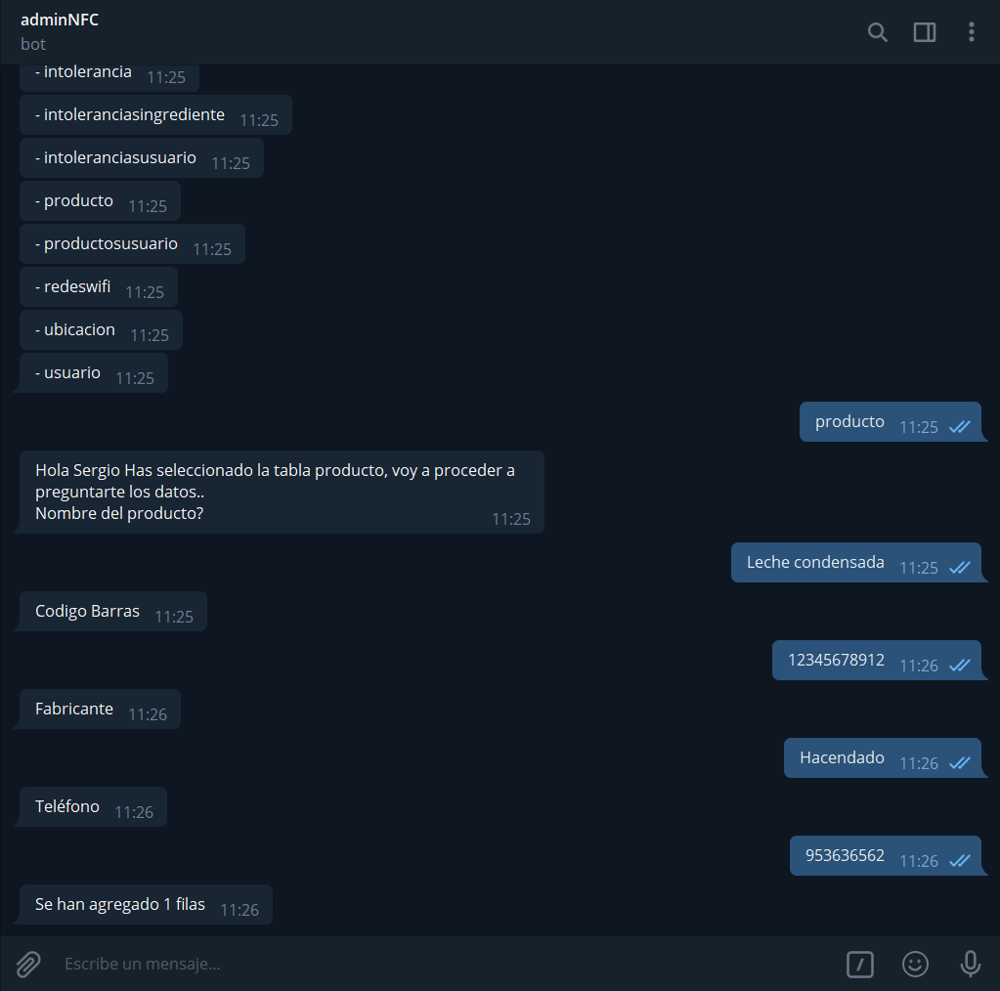 adminNFC
bot
- intolerancia 11:25
- intoleranciasingrediente 11:25
- intoleranciasusuario 11:25
- producto 11:25
- productosusuario 11:25
- redeswifi 11:25
- ubicacion 11:25
- usuario 11:25
producto 11:25
Hola Sergio Has seleccionado la tabla producto, voy a proceder a
preguntarte los datos..
Nombre del producto? 11:25
Leche condensada 11:25
Codigo Barras 11:25
12345678912 11:26
Fabricante 11:26
Hacendado 11:26
Teléfono 11:26
953636562 11:26
Se han agregado 1 filas 11:26
Escribe un mensaje...